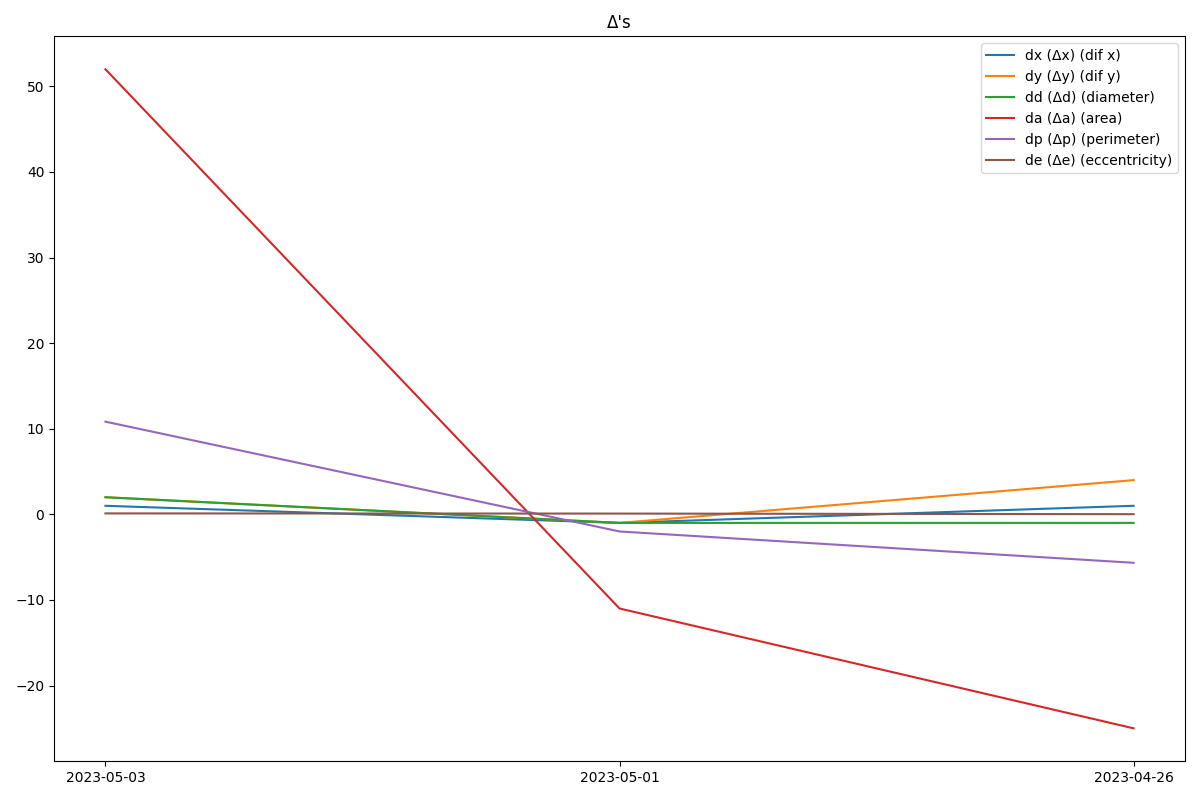 Δ's
dx (Δx) (dif x)
dy (Δy) (dif y)
dd (Δd) (diameter)
da (Δa) (area)
dp (Δp) (perimeter)
de (Δe) (eccentricity)
50
40
30
20
10
0
−10
−20
2023-05-03
2023-05-01
2023-04-26